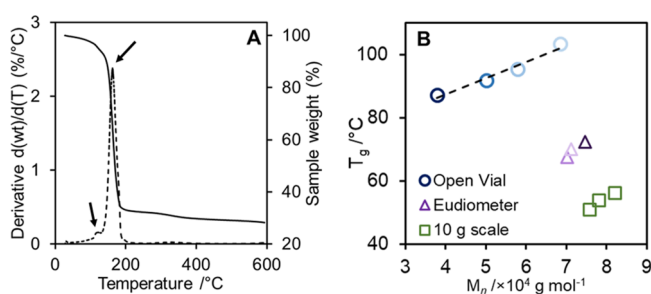 A
Derivative d(wt)/d(T) (%/°C)
3
2
1
0
0
200
400
600
Temperature /°C
100
80
60
40
20
Sample weight (%)
B
Tg /°C
100
80
60
40
3
4
5
6
7
8
9
Mn /×10⁴ g mol⁻¹
Open Vial
Eudiometer
10 g scale